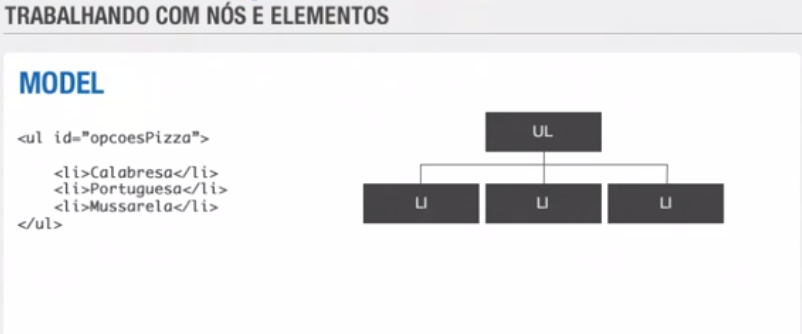 TRABALHANDO COM NÓS E ELEMENTOS
MODEL
<ul id="opcoesPizza">
<li>Calabresa</li>
<li>Portuguesa</li>
<li>Mussarela</li>
</ul>
UL
LI LI LI